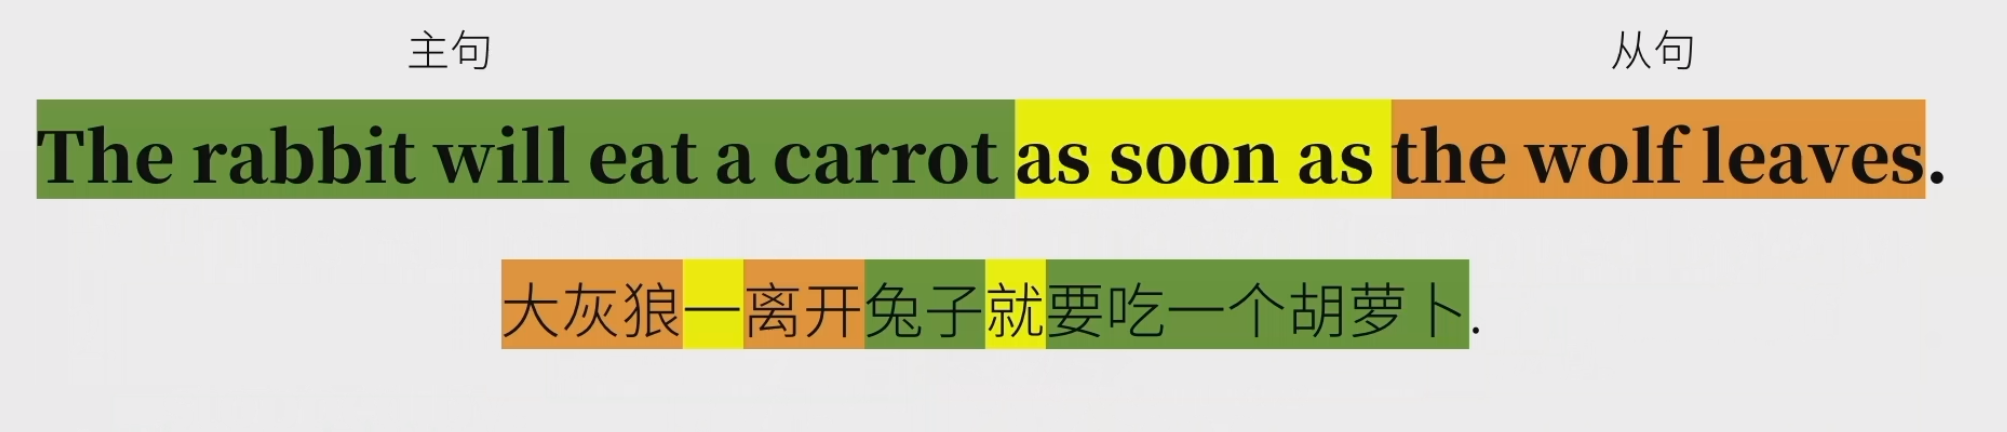 主句 从句
The rabbit will eat a carrot as soon as the wolf leaves.
大灰狼一离开兔子就要吃一个胡萝卜.